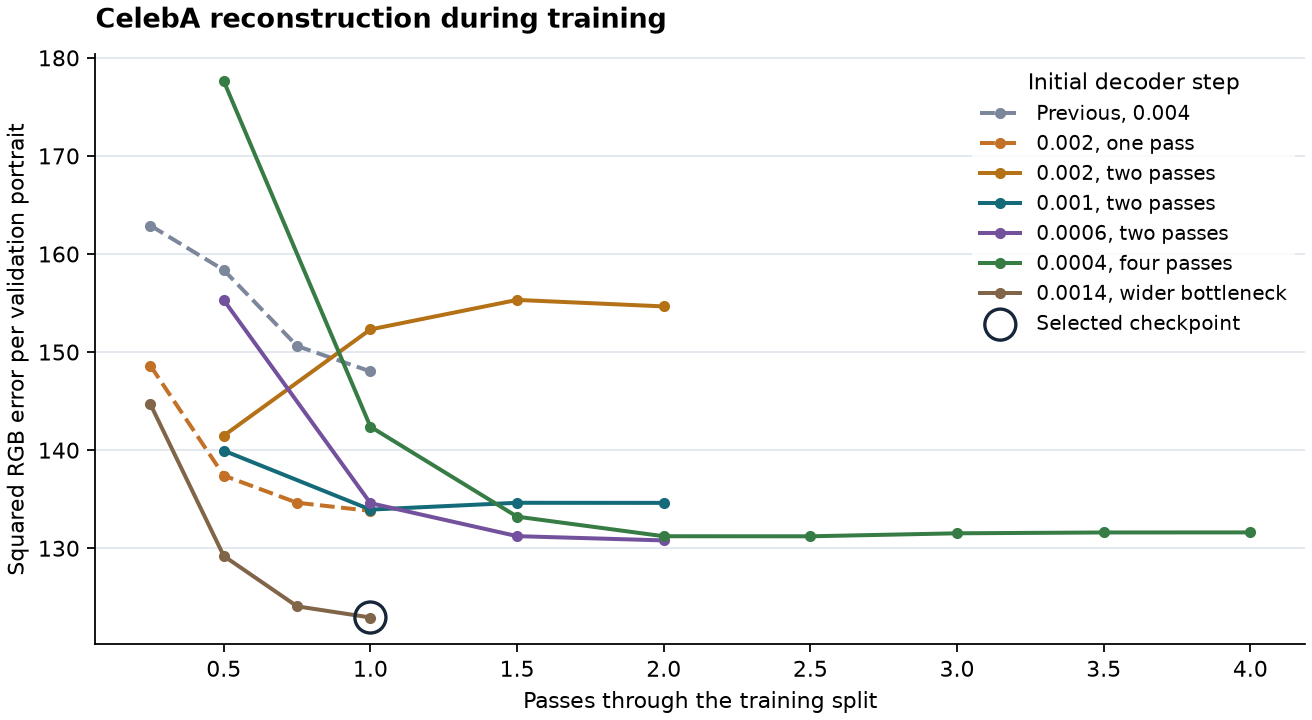 CelebA reconstruction during training
Squared RGB error per validation portrait
180
170
160
150
140
130
Initial decoder step
Previous, 0.004
0.002, one pass
0.002, two passes
0.001, two passes
0.0006, two passes
0.0004, four passes
0.0014, wider bottleneck
Selected checkpoint
0.5 1.0 1.5 2.0 2.5 3.0 3.5 4.0
Passes through the training split